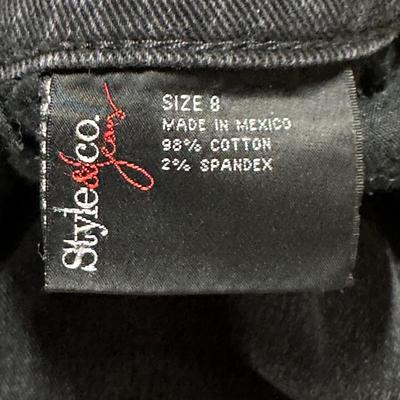 Style&co.
Jeans
SIZE 8
MADE IN MEXICO
98% COTTON
2% SPANDEX